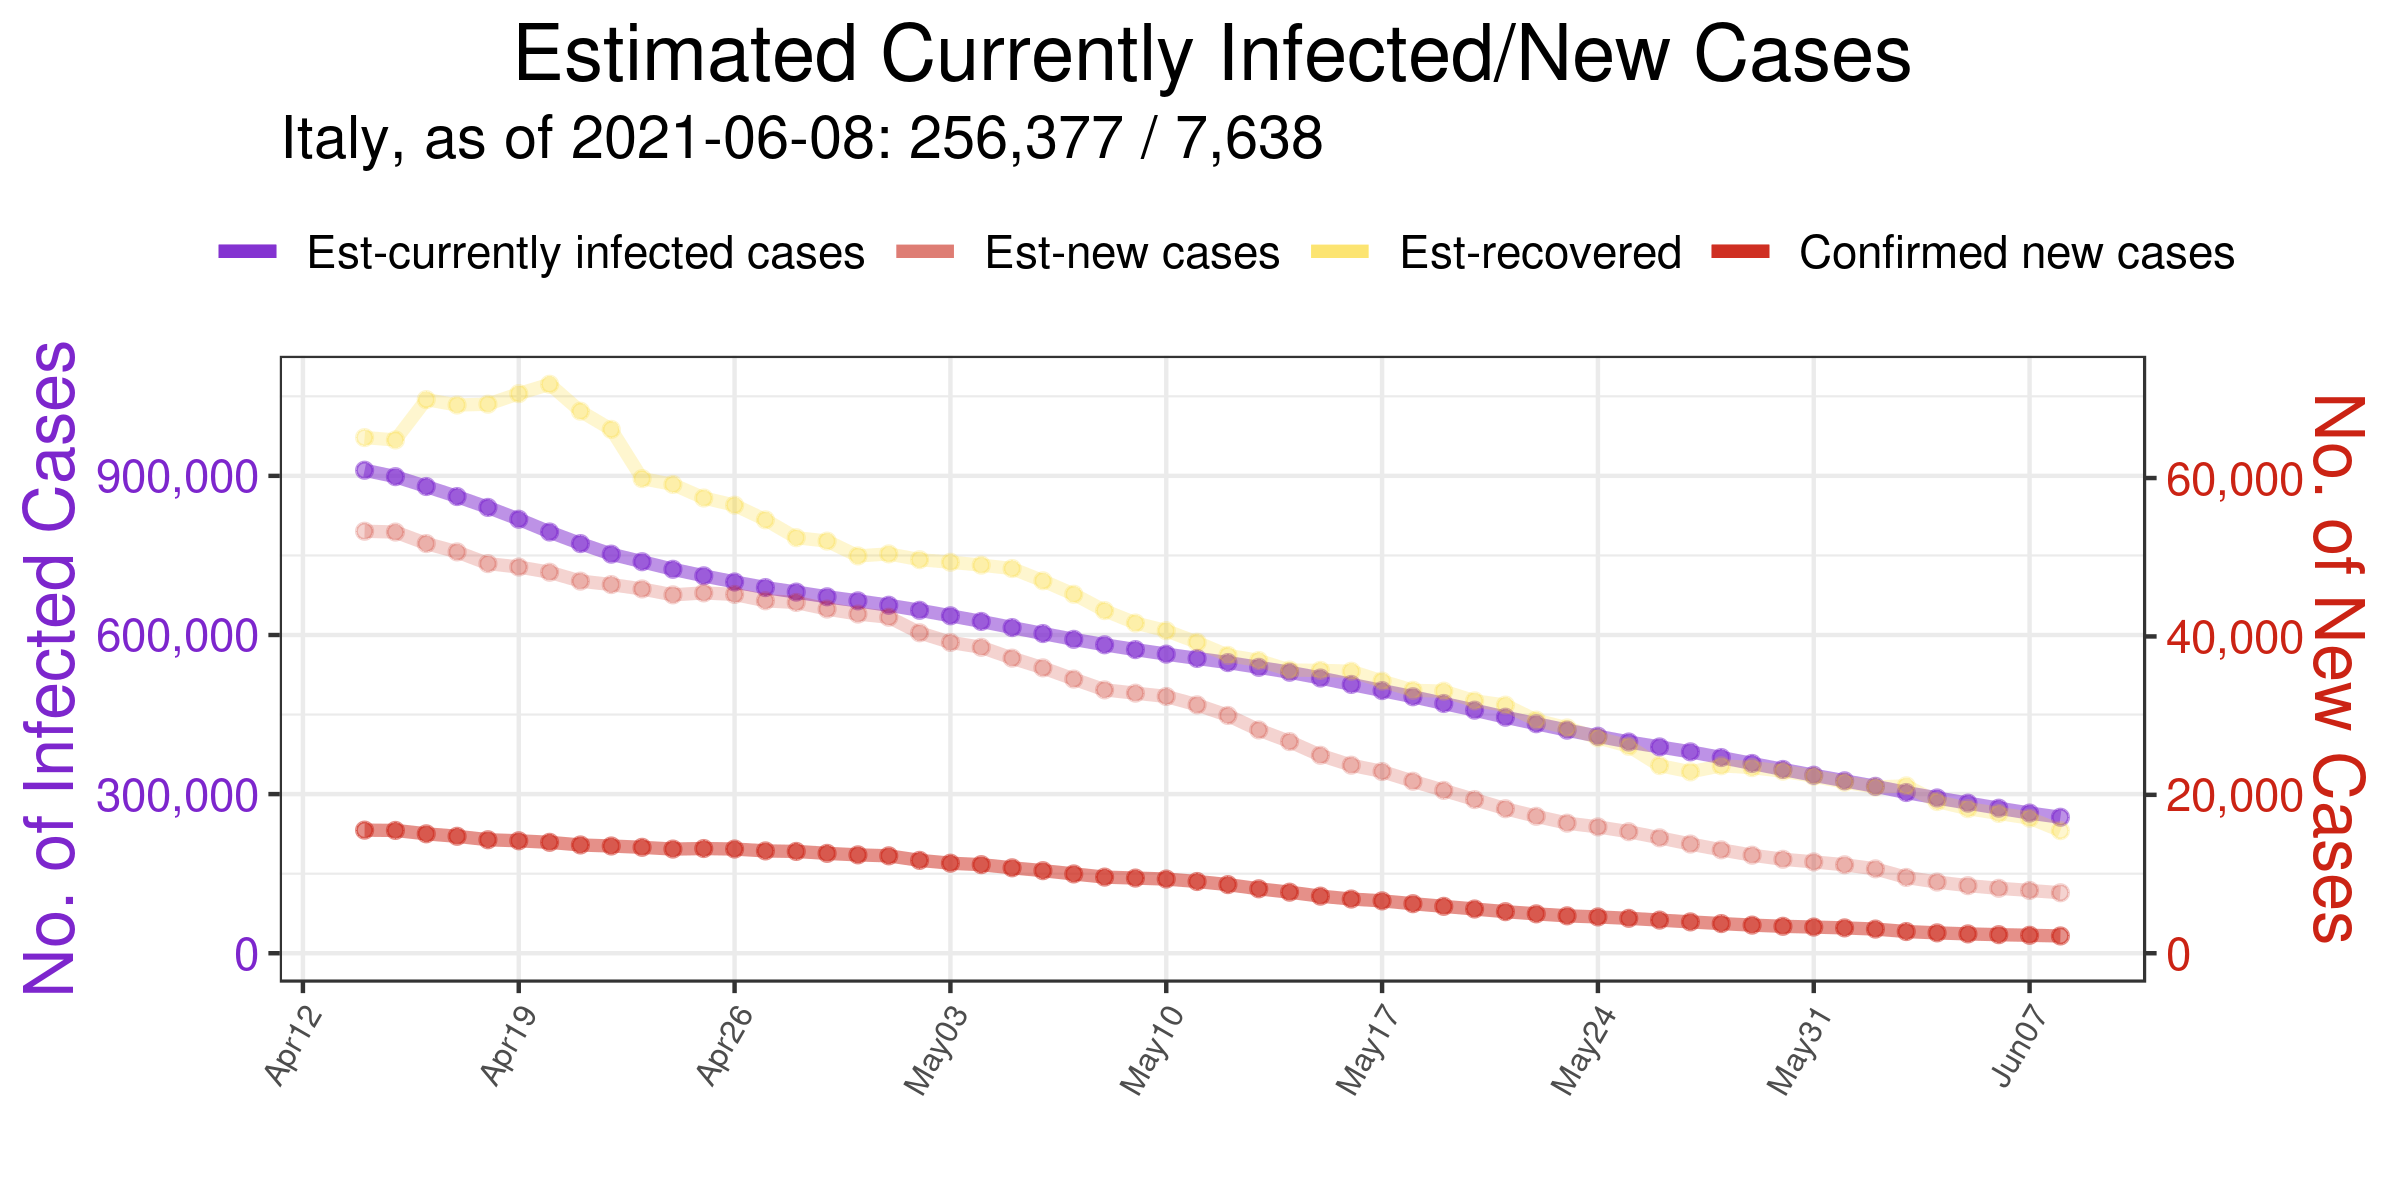 Estimated Currently Infected/New Cases
Italy, as of 2021-06-08: 256,377 / 7,638
Est-currently infected cases Est-new cases Est-recovered Confirmed new cases
No. of Infected Cases
900,000
600,000
300,000
0
60,000
40,000
20,000
0
No. of New Cases
Apr12 Apr19 Apr26 May03 May10 May17 May24 May31 Jun07